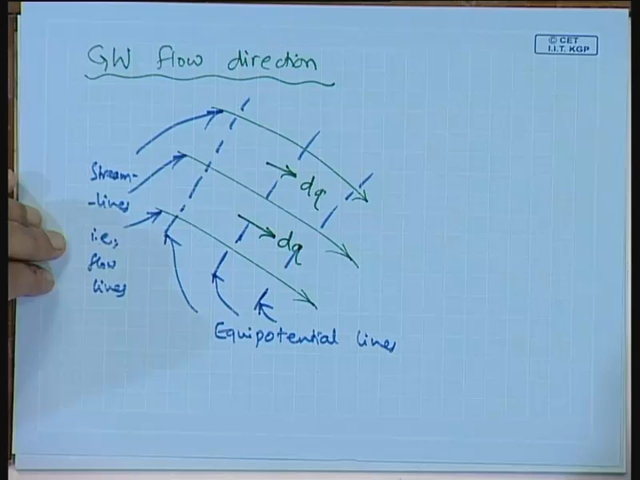 GW flow direction
© CET
I.I.T. KGP
Stream-
-lines
i.e.,
flow
lines
dq
dq
Equipotential lines